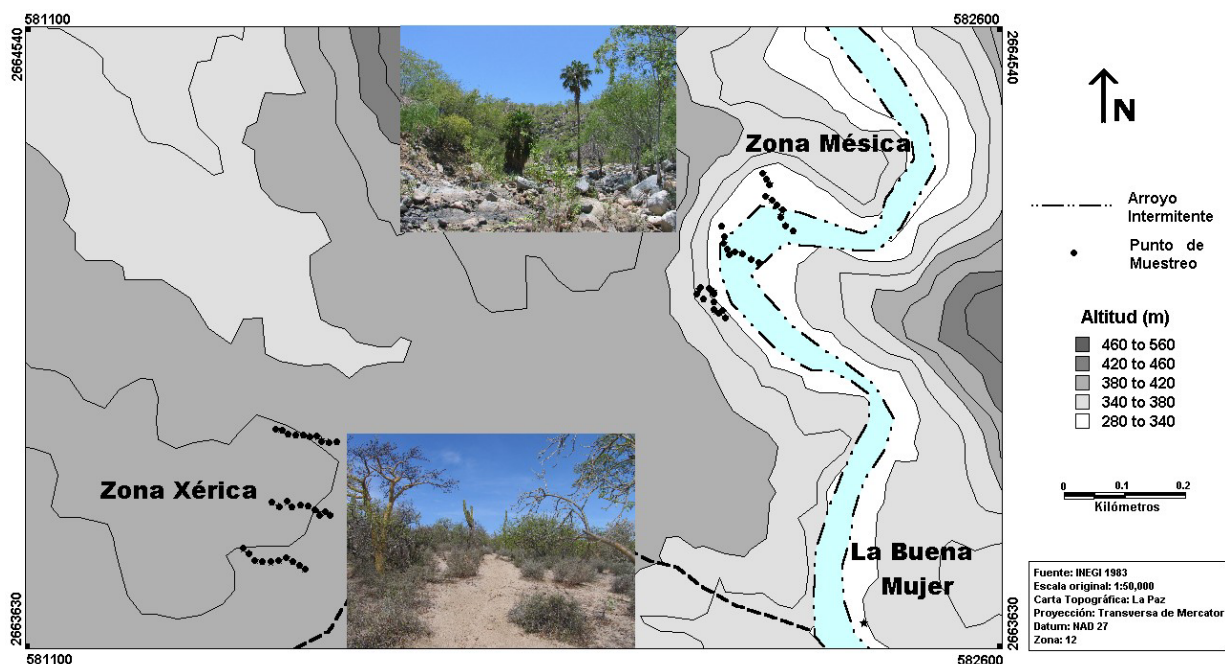 581100
582600
2664540
2664540
N
Zona Mésica
Arroyo
Intermitente
Punto de
Muestreo
Altitud (m)
460 to 560
420 to 460
380 to 420
340 to 380
280 to 340
Zona Xérica
0 0.1 0.2
Kilómetros
La Buena
Mujer
Fuente: INEGI 1983
Escala original: 1:50,000
Carta Topográfica: La Paz
Proyección: Transversa de Mercator
Datum: NAD 27
Zona: 12
2663630
2663630
581100
582600